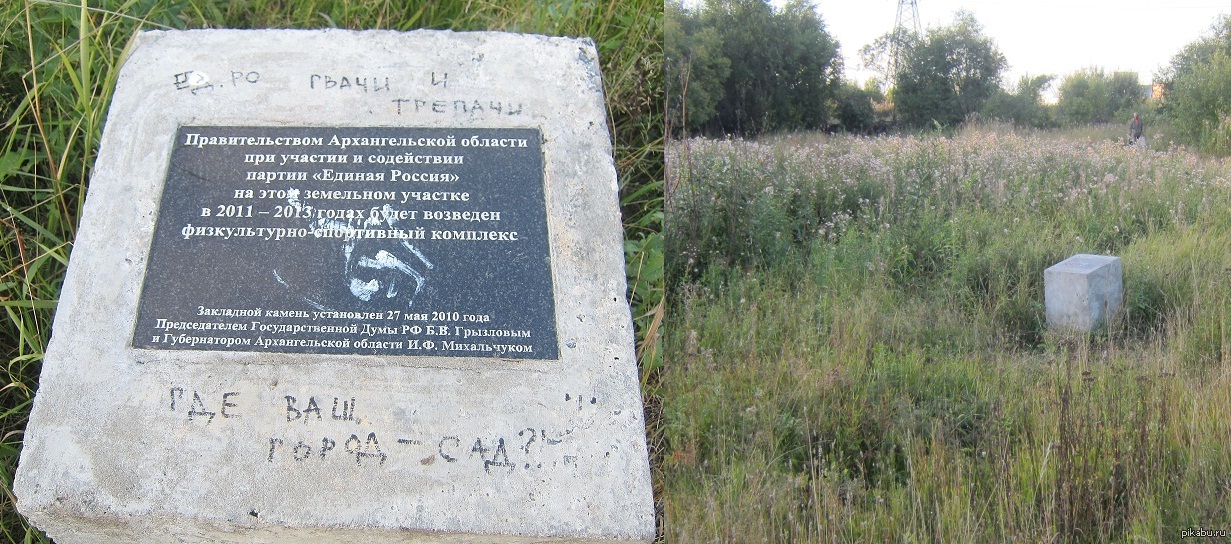 ЕД.РО РВАЧИ И
ТРЕПАЧИ
Правительством Архангельской области
при участии и содействии
партии «Единая Россия»
на этом земельном участке
в 2011 – 2013 годах будет возведен
физкультурно-спортивный комплекс
Закладной камень установлен 27 мая 2010 года
Председателем Государственной Думы РФ Б.В. Грызловым
и Губернатором Архангельской области И.Ф. Михальчуком
ГДЕ ВАШ
ГОРОД – САД?!
pikabu.ru